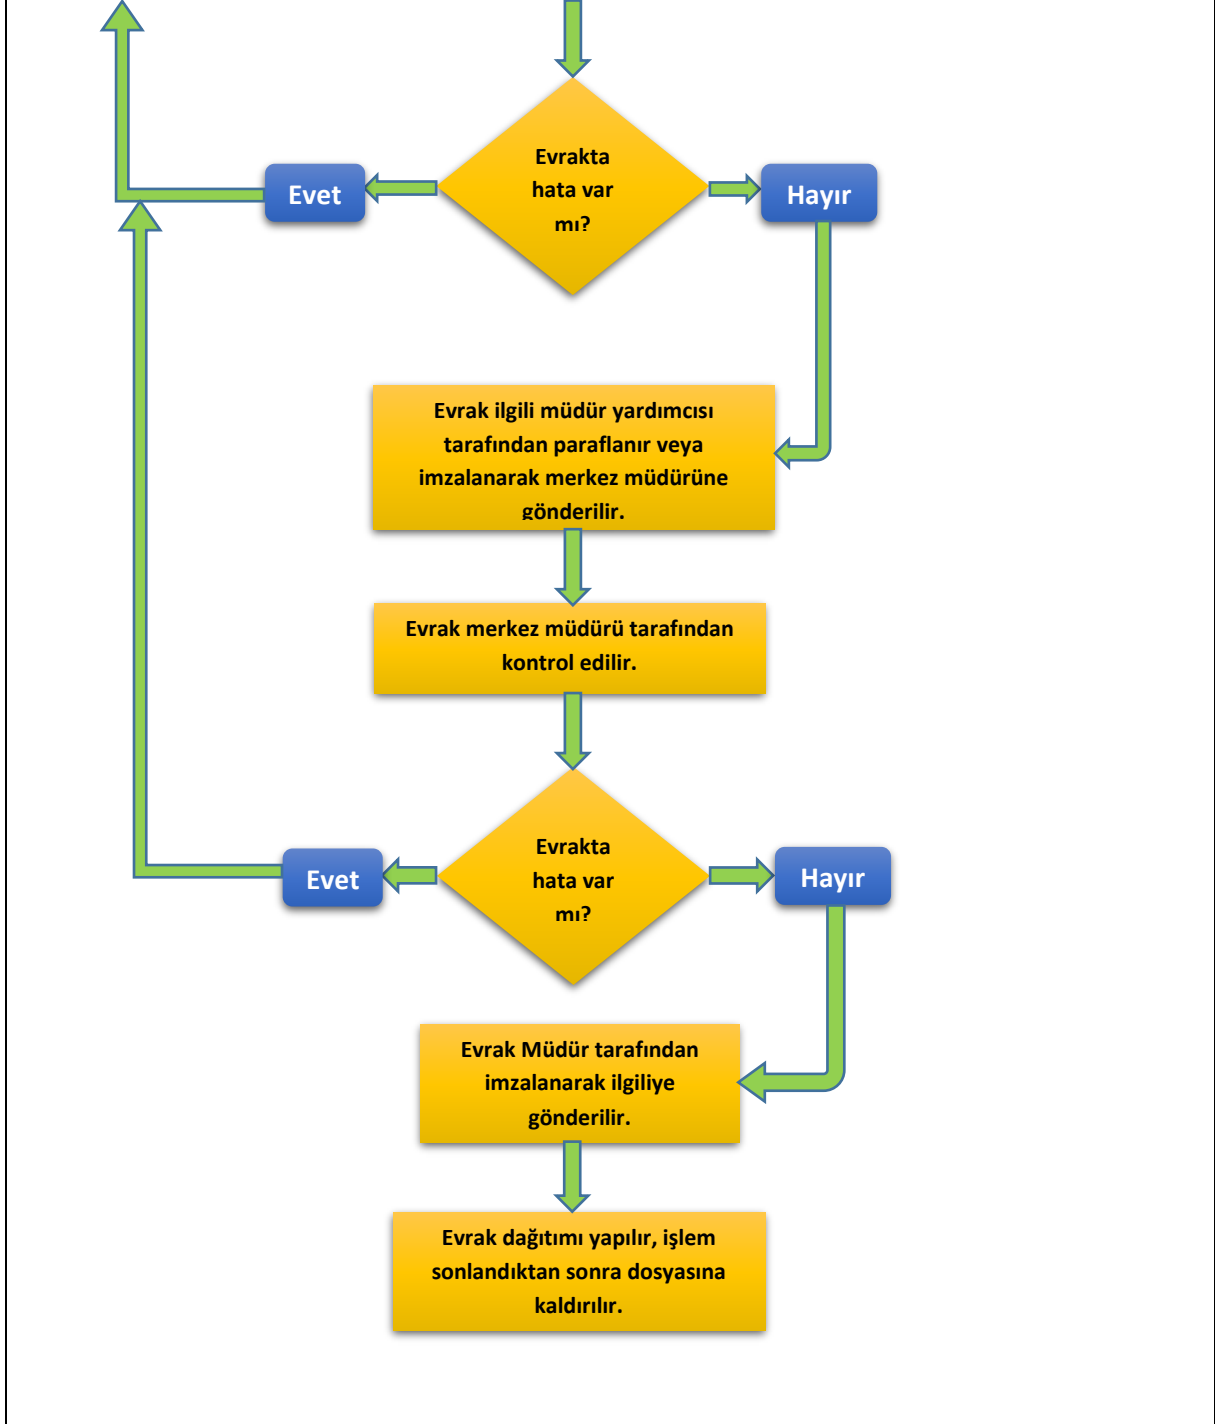 Evrakta
hata var
mı?
Evet
Hayır
Evrak ilgili müdür yardımcısı
tarafından paraflanır veya
imzalanarak merkez müdürüne
gönderilir.
Evrak merkez müdürü tarafından
kontrol edilir.
Evrakta
hata var
mı?
Evet
Hayır
Evrak Müdür tarafından
imzalanarak ilgiliye
gönderilir.
Evrak dağıtımı yapılır, işlem
sonlandıktan sonra dosyasına
kaldırılır.